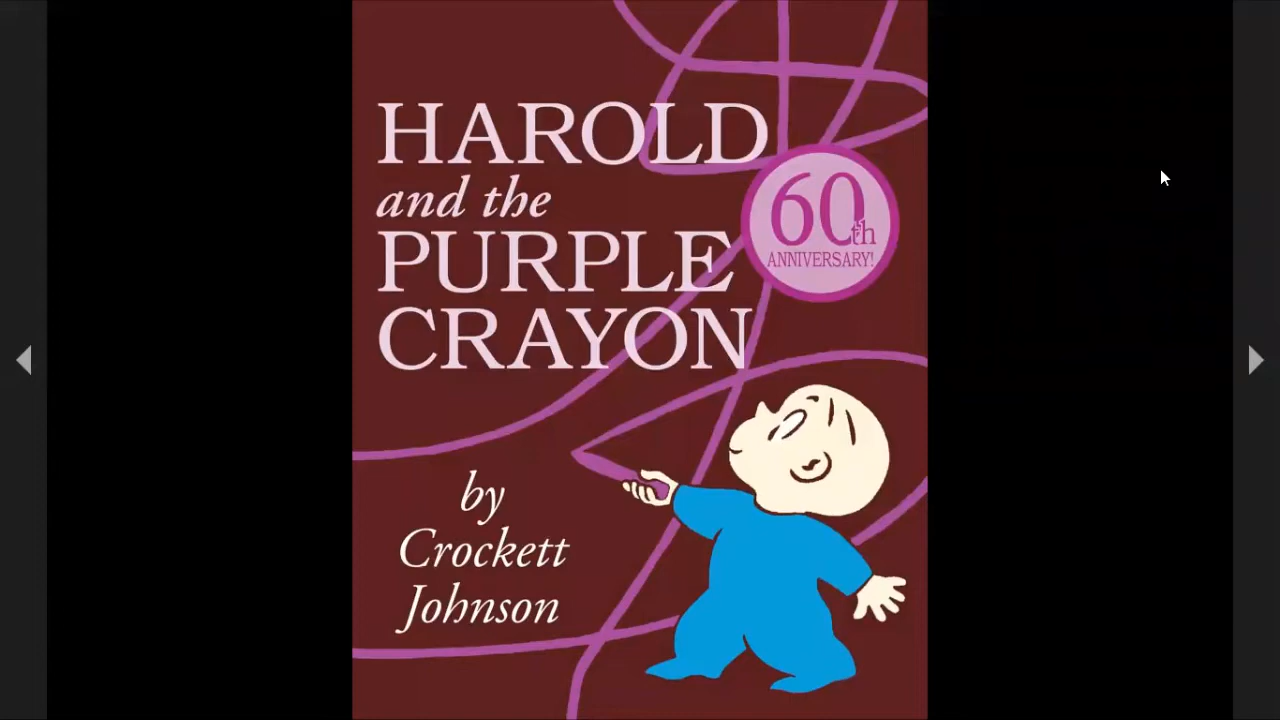 HAROLD
and the
PURPLE
CRAYON
60th
ANNIVERSARY!
by
Crockett
Johnson